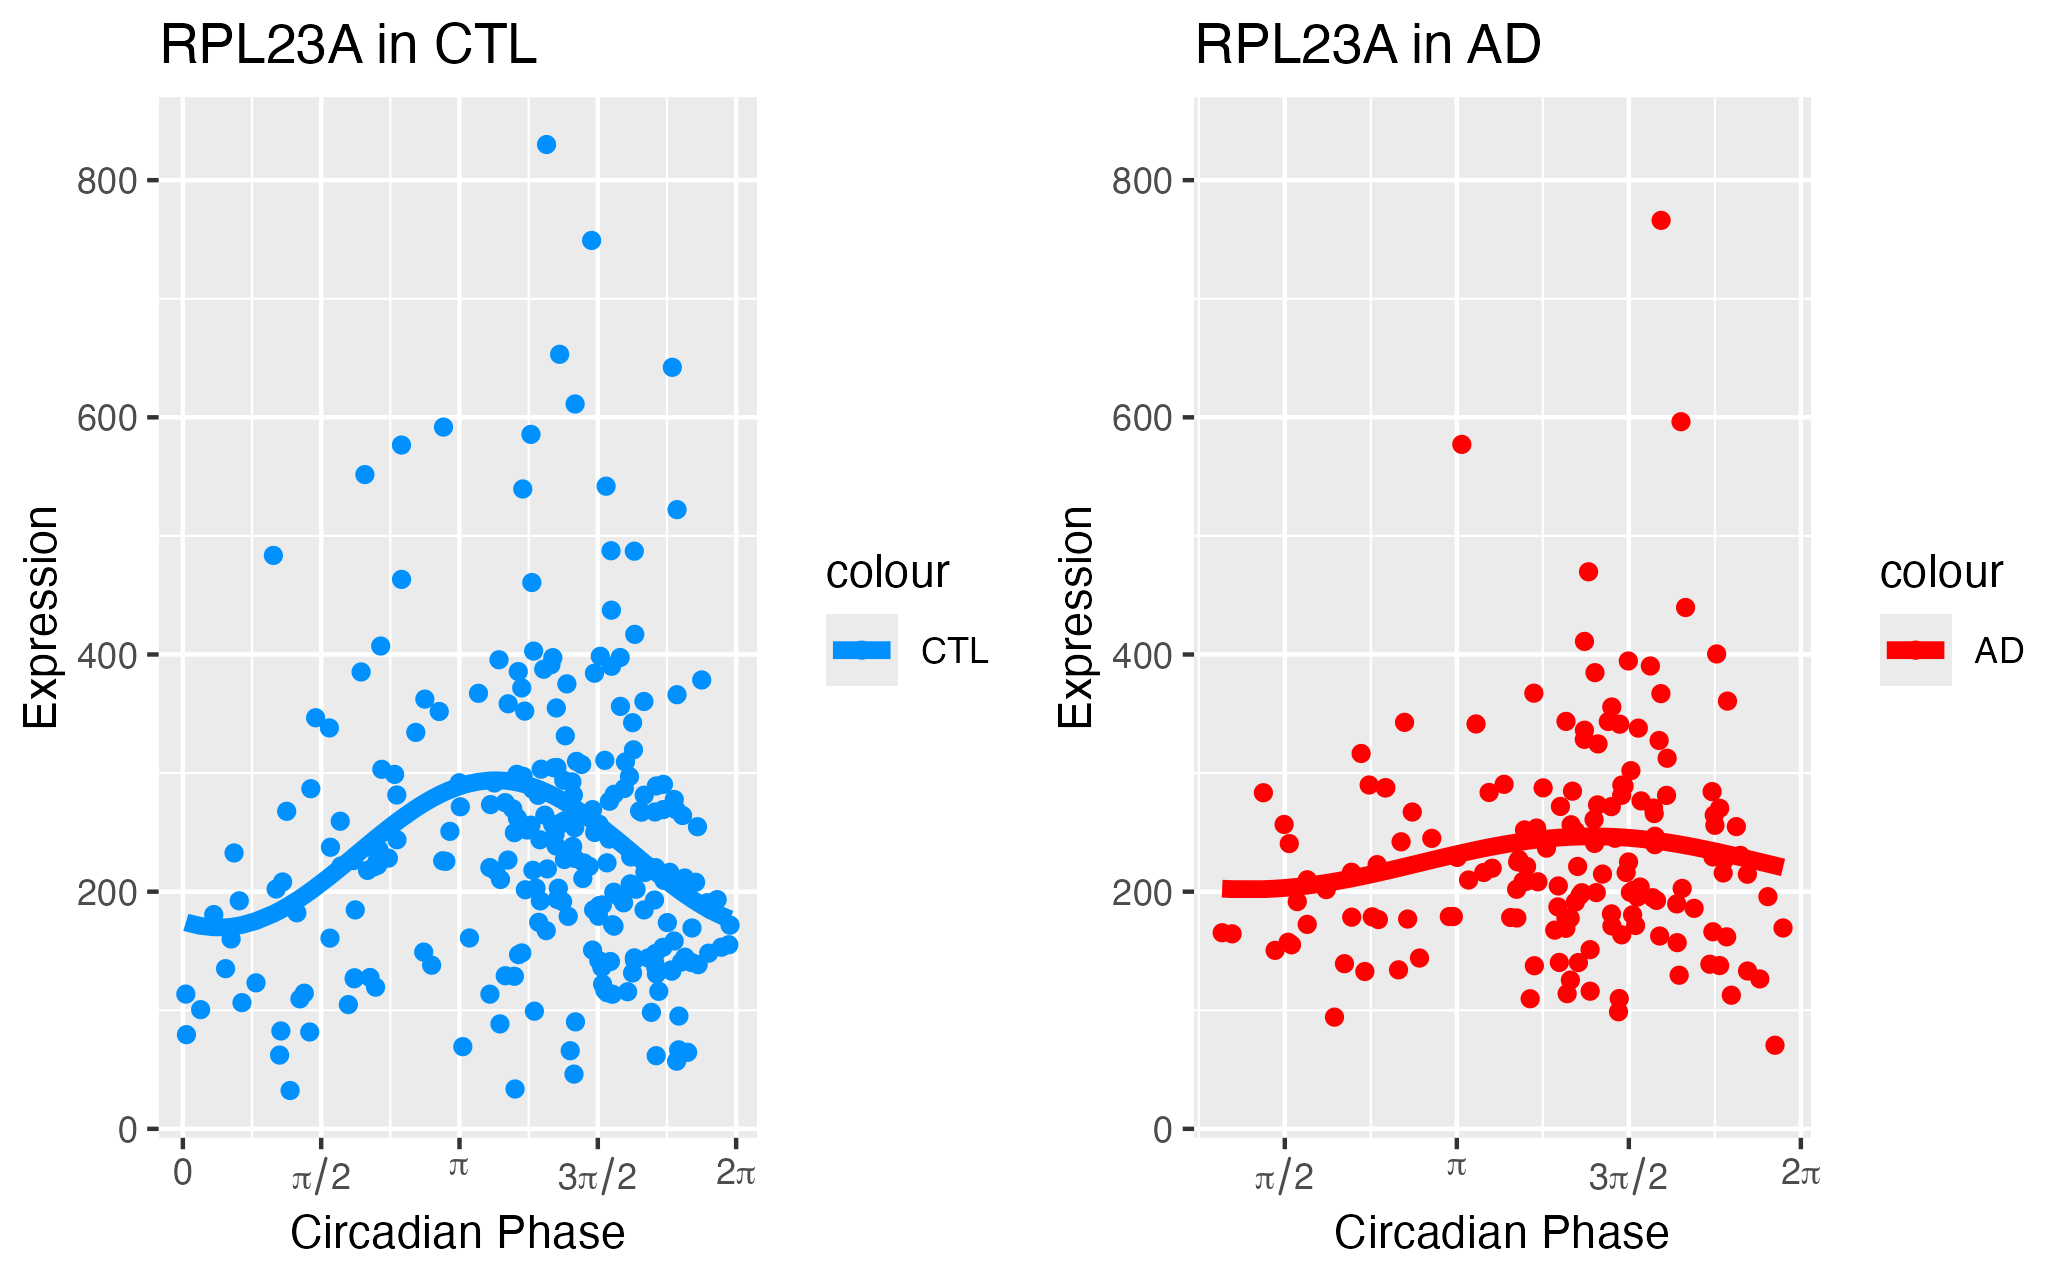 RPL23A in CTL
Expression
800
600
400
200
0
0 π/2 π 3π/2 2π
Circadian Phase
colour
CTL
RPL23A in AD
Expression
800
600
400
200
0
π/2 π 3π/2 2π
Circadian Phase
colour
AD